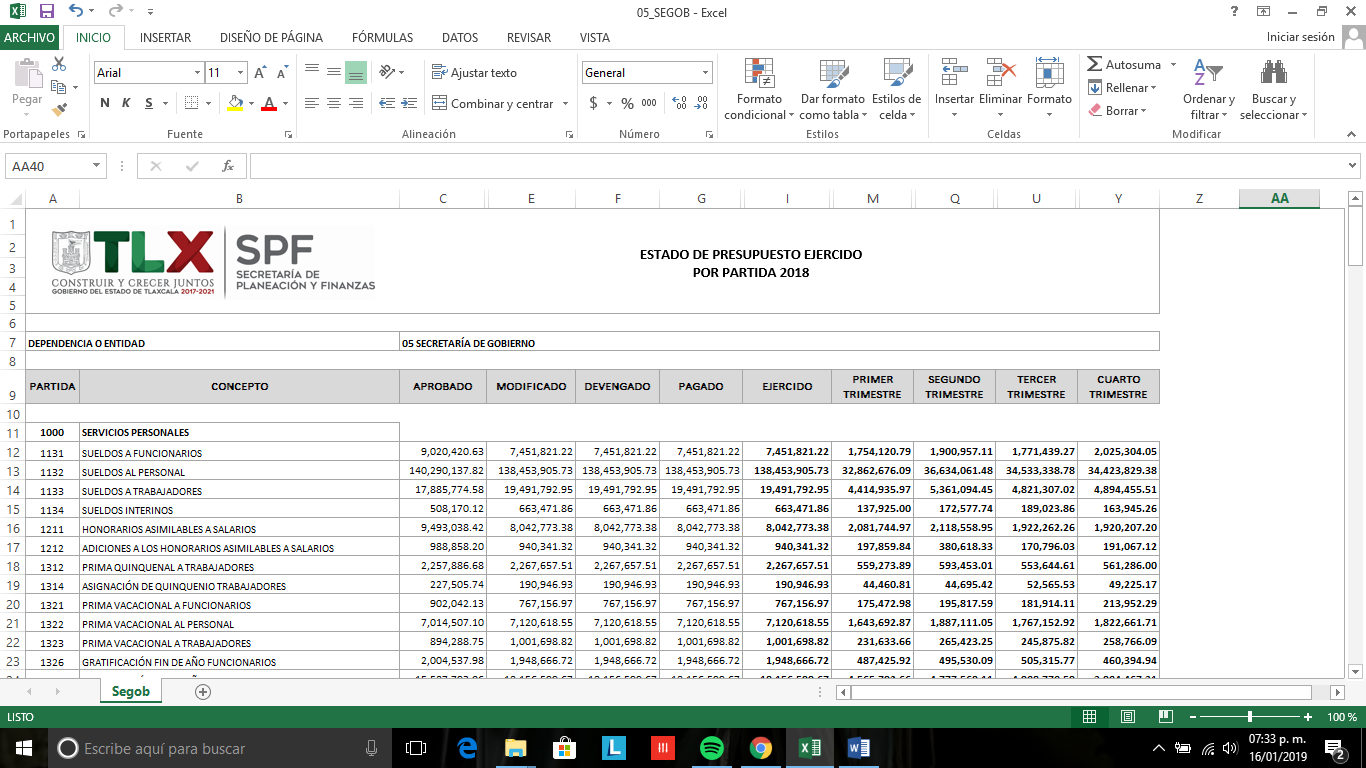 05_SEGOB - Excel
ARCHIVO INICIO INSERTAR DISEÑO DE PÁGINA FÓRMULAS DATOS REVISAR VISTA Iniciar sesión
Pegar
Arial 11
N K S
Ajustar texto
Combinar y centrar
General
$ % 000
Formato condicional
Dar formato como tabla
Estilos de celda
Insertar Eliminar Formato
Autosuma
Rellenar
Borrar
Ordenar y filtrar
Buscar y seleccionar
Portapapeles Fuente Alineación Número Estilos Celdas Modificar
AA40 fx
A B C E F G I M Q U Y Z AA
1
2
3
4
5
TLX
CONSTRUIR Y CRECER JUNTOS
GOBIERNO DEL ESTADO DE TLAXCALA 2017-2021
SPF
SECRETARÍA DE
PLANEACIÓN Y FINANZAS
ESTADO DE PRESUPUESTO EJERCIDO
POR PARTIDA 2018
6
7 DEPENDENCIA O ENTIDAD 05 SECRETARÍA DE GOBIERNO
8
9 PARTIDA CONCEPTO APROBADO MODIFICADO DEVENGADO PAGADO EJERCIDO PRIMER TRIMESTRE SEGUNDO TRIMESTRE TERCER TRIMESTRE CUARTO TRIMESTRE
10
11 1000 SERVICIOS PERSONALES
12 1131 SUELDOS A FUNCIONARIOS 9,020,420.63 7,451,821.22 7,451,821.22 7,451,821.22 7,451,821.22 1,754,120.79 1,900,957.11 1,771,439.27 2,025,304.05
13 1132 SUELDOS AL PERSONAL 140,290,137.82 138,453,905.73 138,453,905.73 138,453,905.73 138,453,905.73 32,862,676.09 36,634,061.48 34,533,338.78 34,423,829.38
14 1133 SUELDOS A TRABAJADORES 17,885,774.58 19,491,792.95 19,491,792.95 19,491,792.95 19,491,792.95 4,414,935.97 5,361,094.45 4,821,307.02 4,894,455.51
15 1134 SUELDOS INTERINOS 508,170.12 663,471.86 663,471.86 663,471.86 663,471.86 137,925.00 172,577.74 189,023.86 163,945.26
16 1211 HONORARIOS ASIMILABLES A SALARIOS 9,493,038.42 8,042,773.38 8,042,773.38 8,042,773.38 8,042,773.38 2,081,744.97 2,118,558.95 1,922,262.26 1,920,207.20
17 1212 ADICIONES A LOS HONORARIOS ASIMILABLES A SALARIOS 988,858.20 940,341.32 940,341.32 940,341.32 940,341.32 197,859.84 380,618.33 170,796.03 191,067.12
18 1312 PRIMA QUINQUENAL A TRABAJADORES 2,257,886.68 2,267,657.51 2,267,657.51 2,267,657.51 2,267,657.51 559,273.89 593,453.01 553,644.61 561,286.00
19 1314 ASIGNACIÓN DE QUINQUENIO TRABAJADORES 227,505.74 190,946.93 190,946.93 190,946.93 190,946.93 44,460.81 44,695.42 52,565.53 49,225.17
20 1321 PRIMA VACACIONAL A FUNCIONARIOS 902,042.13 767,156.97 767,156.97 767,156.97 767,156.97 175,472.98 195,817.59 181,914.11 213,952.29
21 1322 PRIMA VACACIONAL AL PERSONAL 7,014,507.10 7,120,618.55 7,120,618.55 7,120,618.55 7,120,618.55 1,643,692.87 1,887,111.05 1,767,152.92 1,822,661.71
22 1323 PRIMA VACACIONAL A TRABAJADORES 894,288.75 1,001,698.82 1,001,698.82 1,001,698.82 1,001,698.82 231,633.66 265,423.25 245,875.82 258,766.09
23 1326 GRATIFICACIÓN FIN DE AÑO FUNCIONARIOS 2,004,537.98 1,948,666.72 1,948,666.72 1,948,666.72 1,948,666.72 487,425.92 495,530.09 505,315.77 460,394.94
Segob
LISTO 100 %
Escribe aquí para buscar
07:33 p. m.
16/01/2019
2